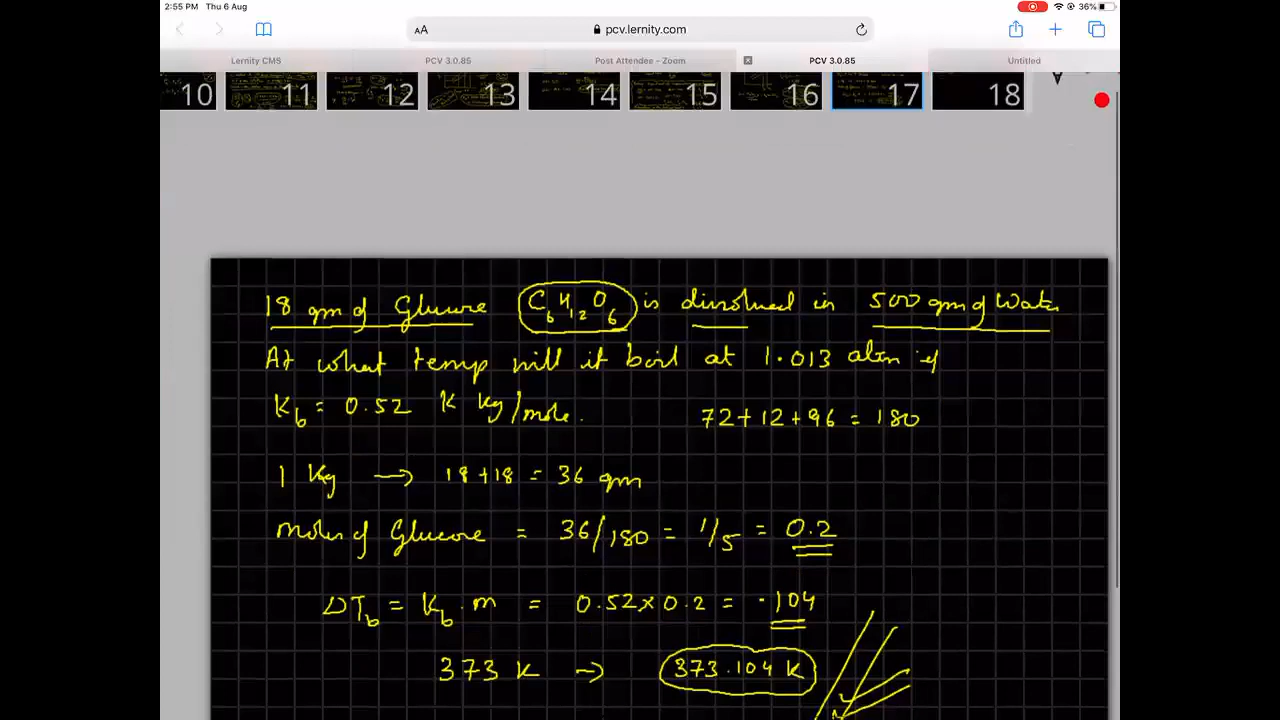 2:55 PM Thu 6 Aug 36%
AA pcv.lernity.com
Lernity CMS PCV 3.0.85 Post Attendee - Zoom PCV 3.0.85 Untitled
10 11 12 13 14 15 16 17 18
18 gm of Glucose C6H12O6 is dissolved in 500 gm of Water
At what temp will it boil at 1.013 atm if
Kb = 0.52 K Kg/mole. 72+12+96 = 180
1 Kg → 18+18 = 36 gm
moles of Glucose = 36/180 = 1/5 = 0.2
ΔTb = Kb . m = 0.52×0.2 = .104
373 K → 373.104 K